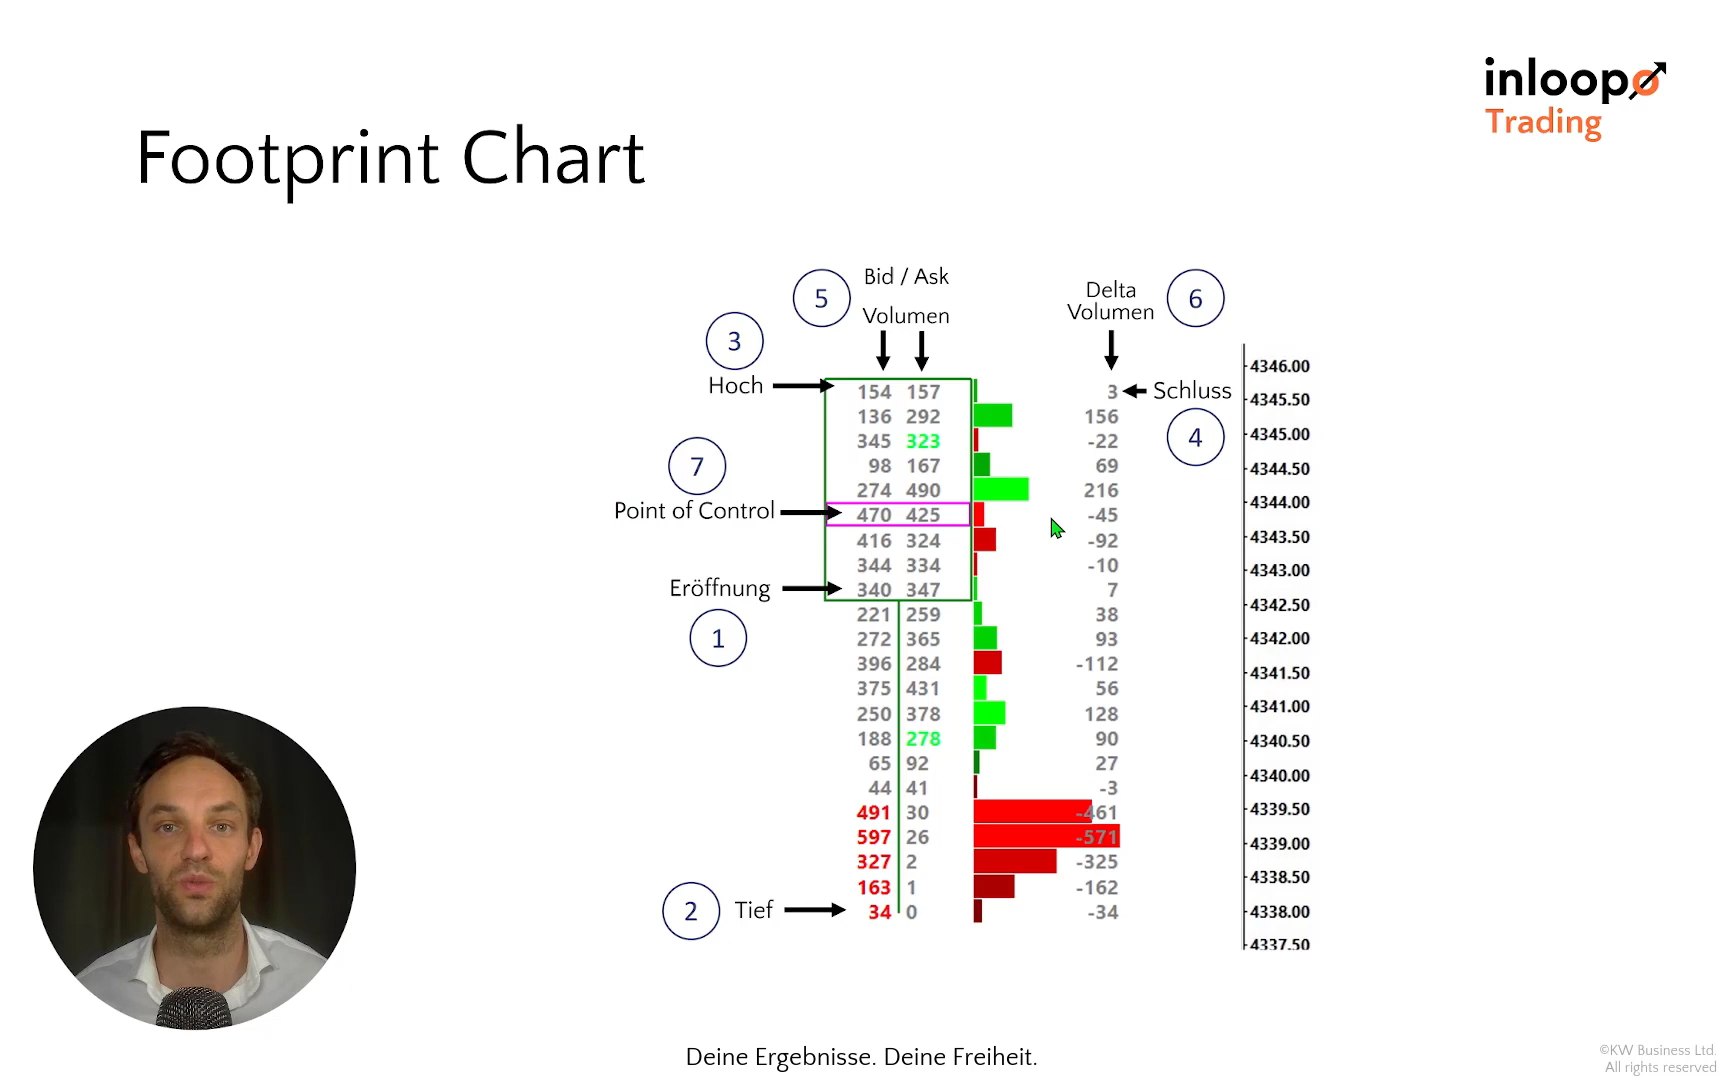 inloop
Trading
Footprint Chart
5
Bid / Ask
Volumen
Delta
Volumen
6
3
Hoch
Schluss
4
7
Point of Control
Eröffnung
1
2
Tief
154 157 3
136 292 156
345 323 -22
98 167 69
274 490 216
470 425 -45
416 324 -92
344 334 -10
340 347 7
221 259 38
272 365 93
396 284 -112
375 431 56
250 378 128
188 278 90
65 92 27
44 41 -3
491 30 -461
597 26 -571
327 2 -325
163 1 -162
34 0 -34
4346.00
4345.50
4345.00
4344.50
4344.00
4343.50
4343.00
4342.50
4342.00
4341.50
4341.00
4340.50
4340.00
4339.50
4339.00
4338.50
4338.00
4337.50
Deine Ergebnisse. Deine Freiheit.
©KW Business Ltd.
All rights reserved